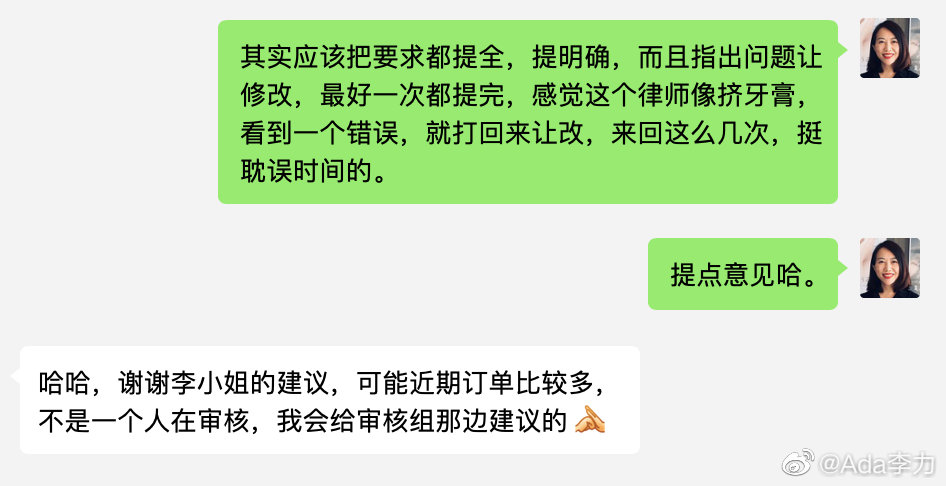 其实应该把要求都提全，提明确，而且指出问题让
修改，最好一次都提完，感觉这个律师像挤牙膏，
看到一个错误，就打回来让改，来回这么几次，挺
耽误时间的。
提点意见哈。
哈哈，谢谢李小姐的建议，可能近期订单比较多，
不是一个人在审核，我会给审核组那边建议的
@Ada李力